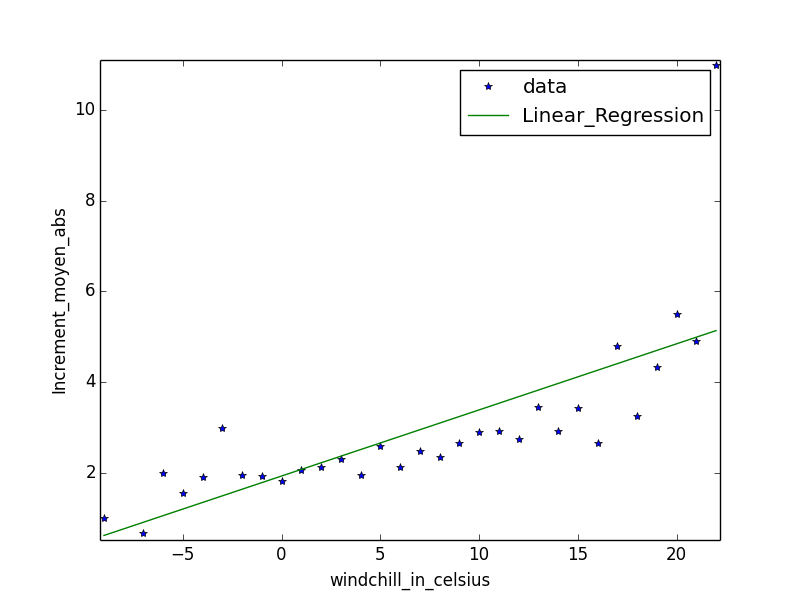 data
Linear_Regression
10
8
6
4
2
Increment_moyen_abs
−5
0
5
10
15
20
windchill_in_celsius